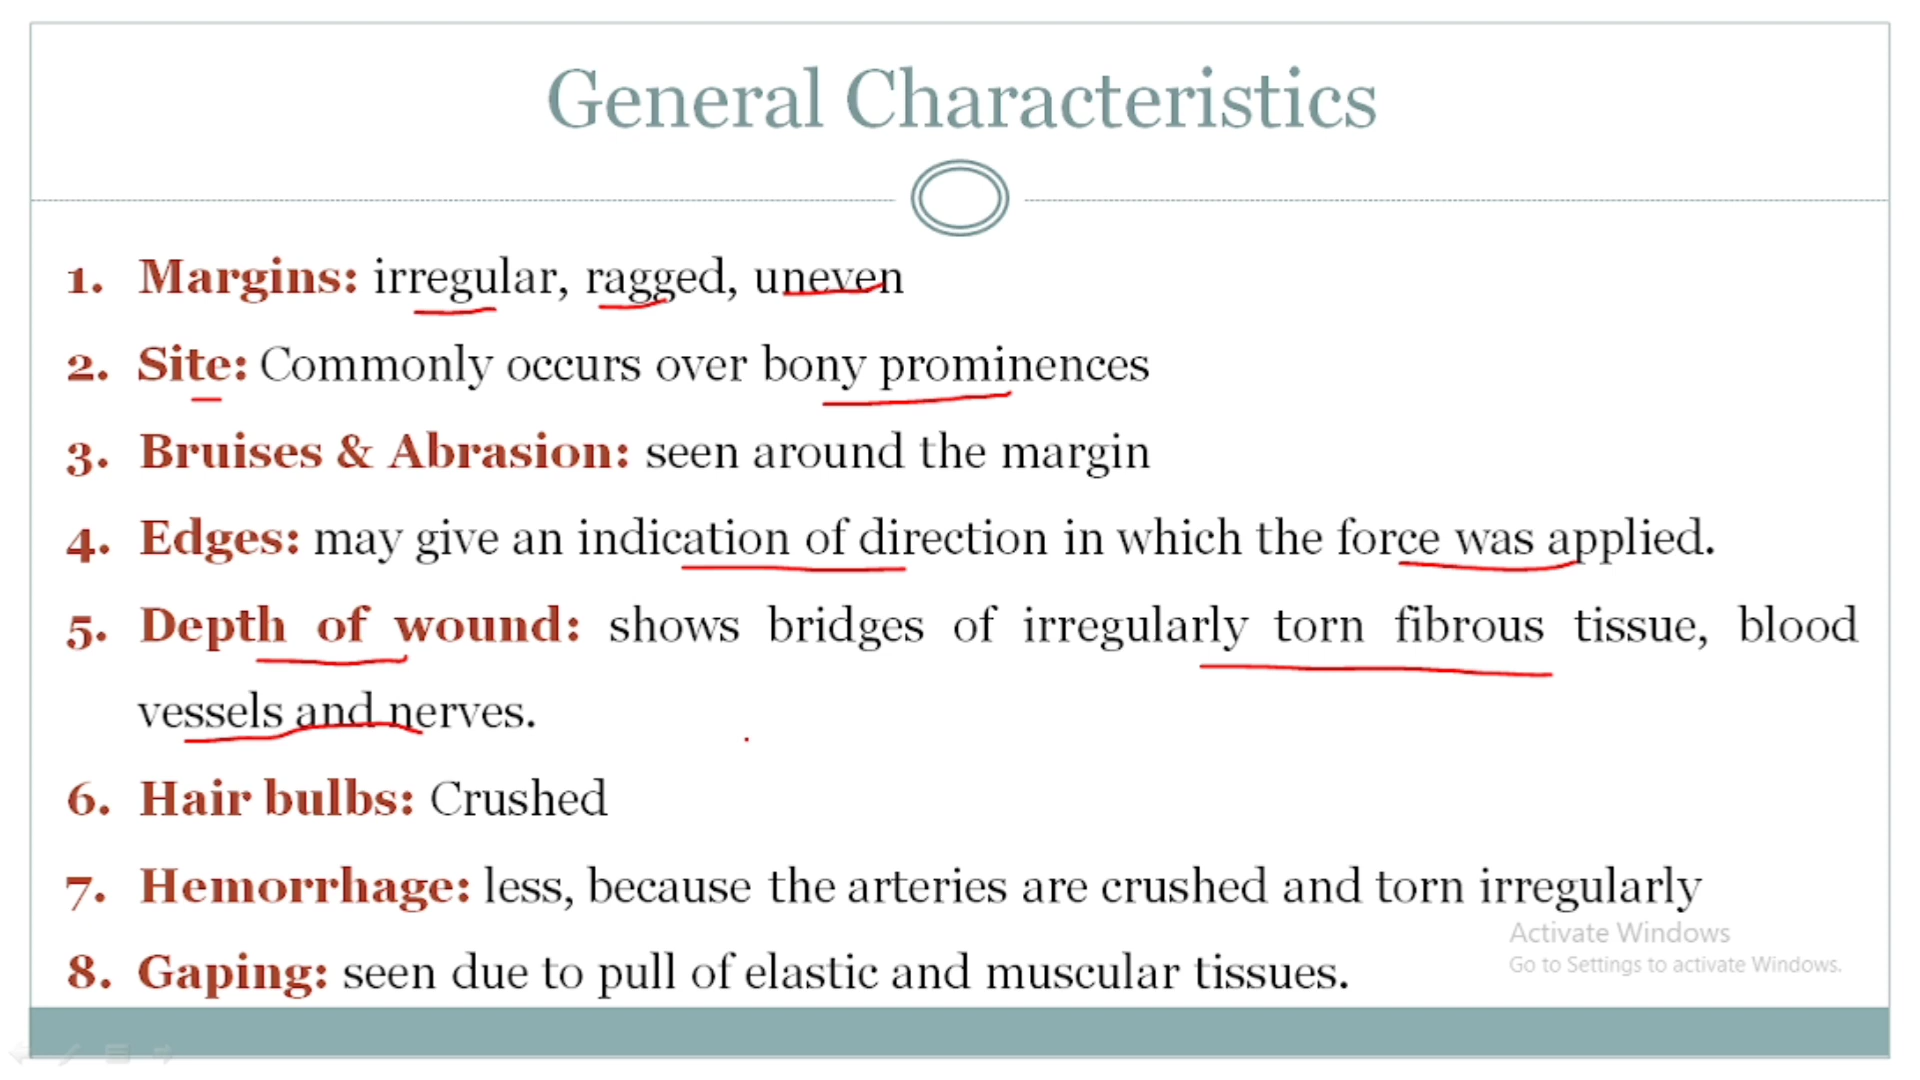 General Characteristics
1. Margins: irregular, ragged, uneven
2. Site: Commonly occurs over bony prominences
3. Bruises & Abrasion: seen around the margin
4. Edges: may give an indication of direction in which the force was applied.
5. Depth of wound: shows bridges of irregularly torn fibrous tissue, blood
vessels and nerves.
6. Hair bulbs: Crushed
7. Hemorrhage: less, because the arteries are crushed and torn irregularly
Activate Windows
Go to Settings to activate Windows.
8. Gaping: seen due to pull of elastic and muscular tissues.